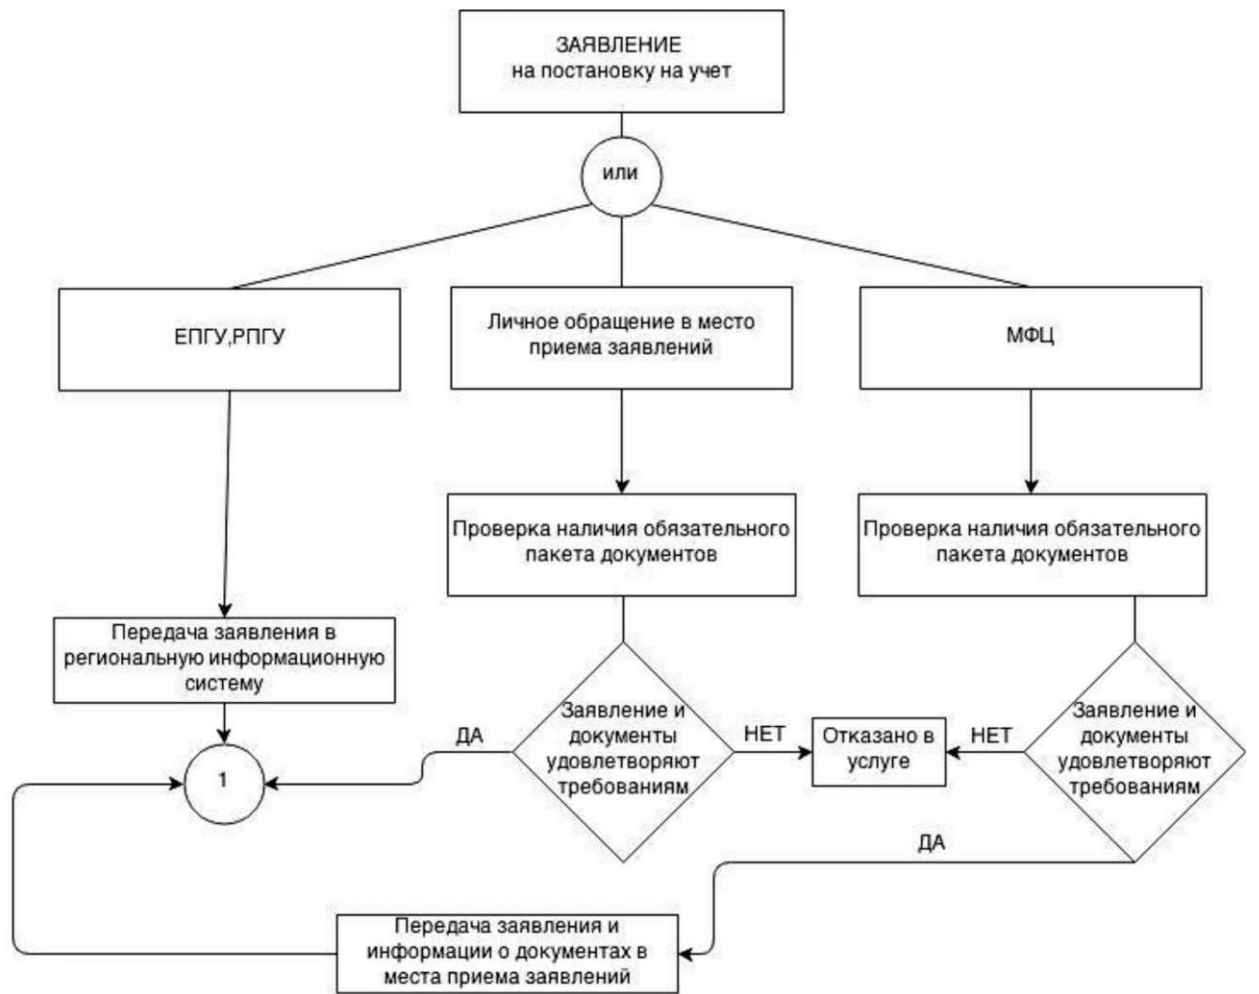 ЗАЯВЛЕНИЕ
на постановку на учет
или
ЕПГУ,РПГУ
Личное обращение в место
приема заявлений
МФЦ
Проверка наличия обязательного
пакета документов
Проверка наличия обязательного
пакета документов
Передача заявления в
региональную информационную
систему
1
ДА
Заявление и
документы
удовлетворяют
требованиям
НЕТ
Отказано в
услуге
НЕТ
Заявление и
документы
удовлетворяют
требованиям
ДА
Передача заявления и
информации о документах в
места приема заявлений